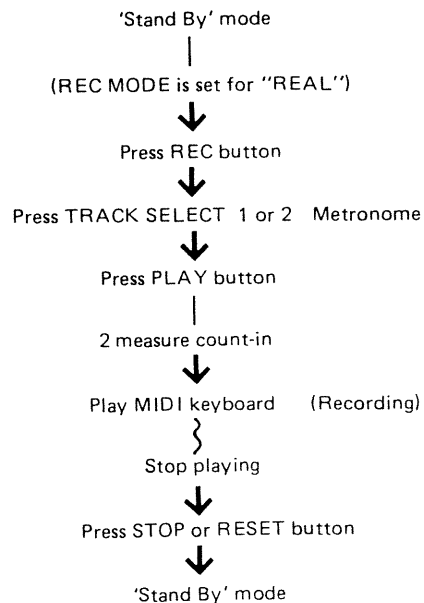 'Stand By' mode
(REC MODE is set for "REAL")
Press REC button
Press TRACK SELECT 1 or 2 Metronome
Press PLAY button
2 measure count-in
Play MIDI keyboard (Recording)
Stop playing
Press STOP or RESET button
'Stand By' mode